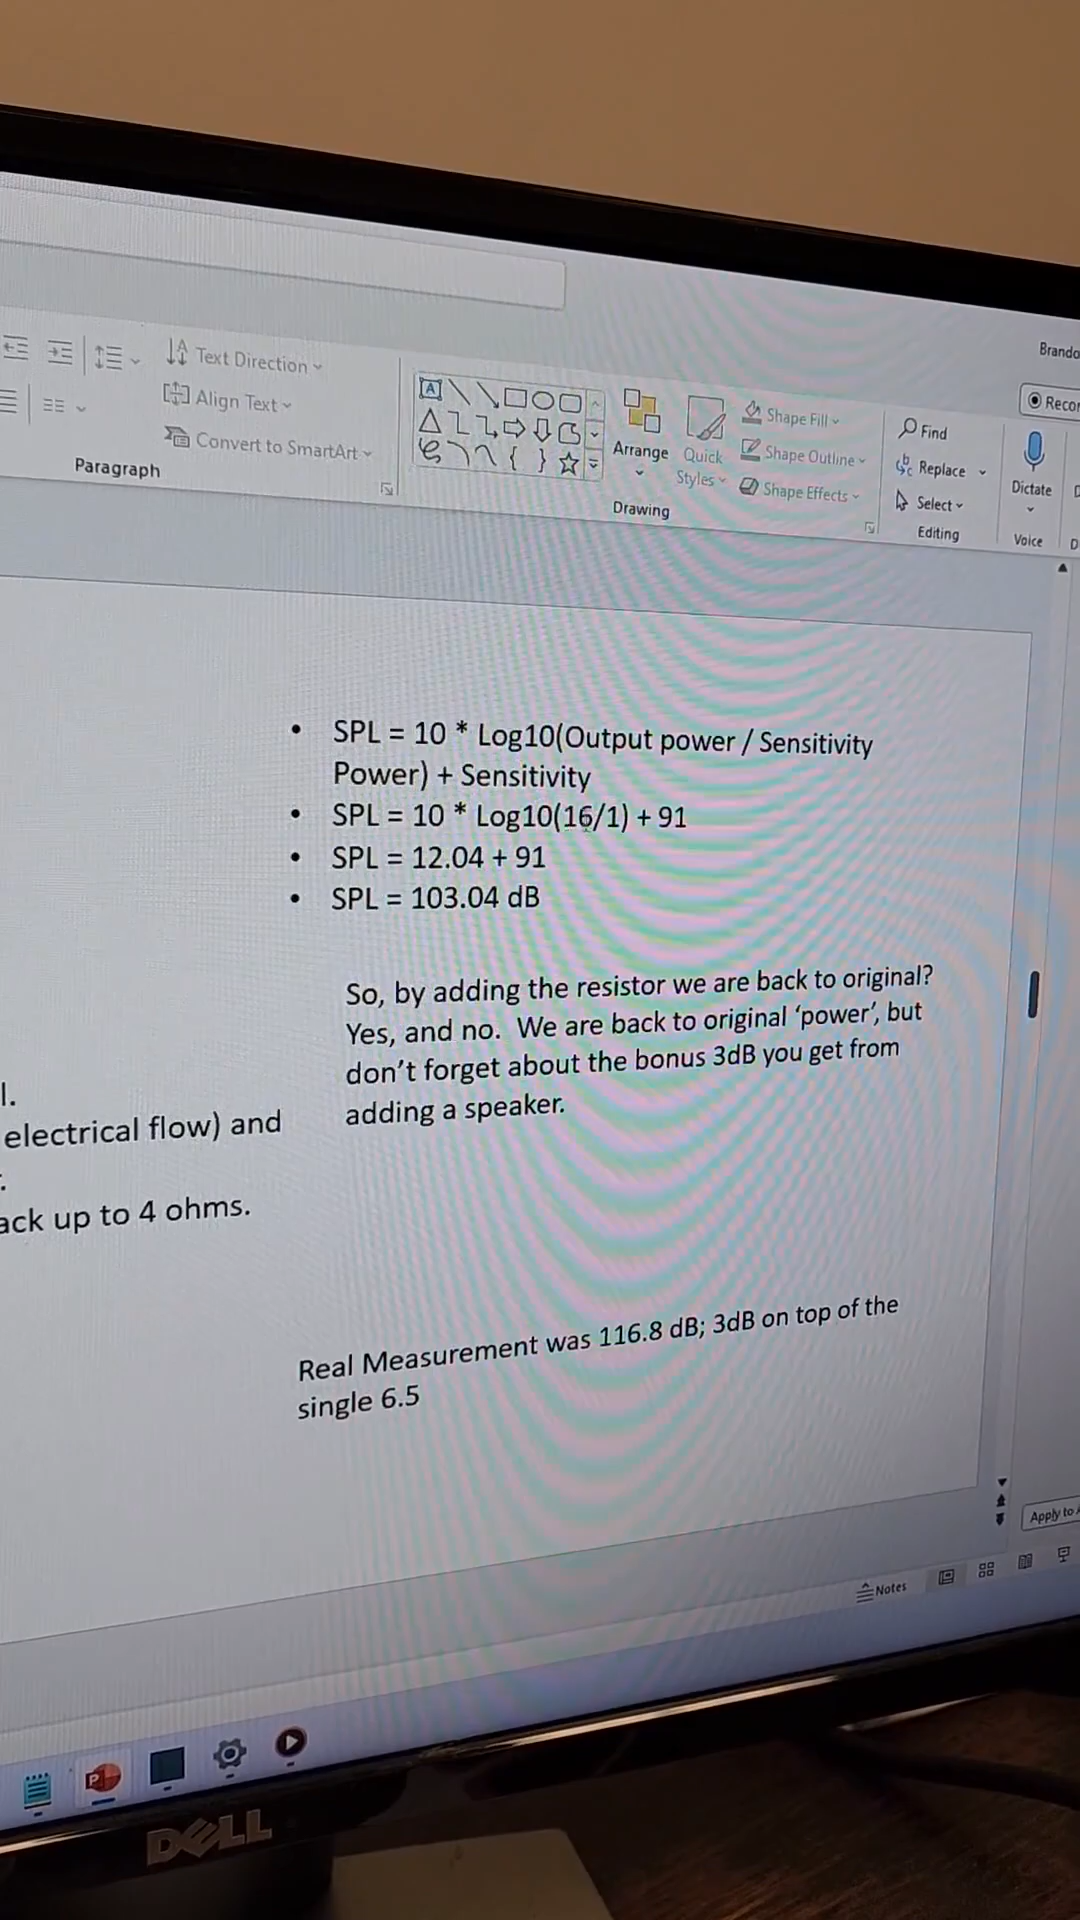 Brando
Text Direction
Align Text
Convert to SmartArt
Paragraph
Arrange
Quick
Styles
Shape Fill
Shape Outline
Shape Effects
Drawing
Find
Replace
Select
Editing
Recor
Dictate
Voice
D
D
• SPL = 10 * Log10(Output power / Sensitivity
Power) + Sensitivity
• SPL = 10 * Log10(16/1) + 91
• SPL = 12.04 + 91
• SPL = 103.04 dB
So, by adding the resistor we are back to original?
Yes, and no. We are back to original ‘power’, but
don’t forget about the bonus 3dB you get from
adding a speaker.
l.
electrical flow) and
ack up to 4 ohms.
Real Measurement was 116.8 dB; 3dB on top of the
single 6.5
Apply to
Notes
P
DELL